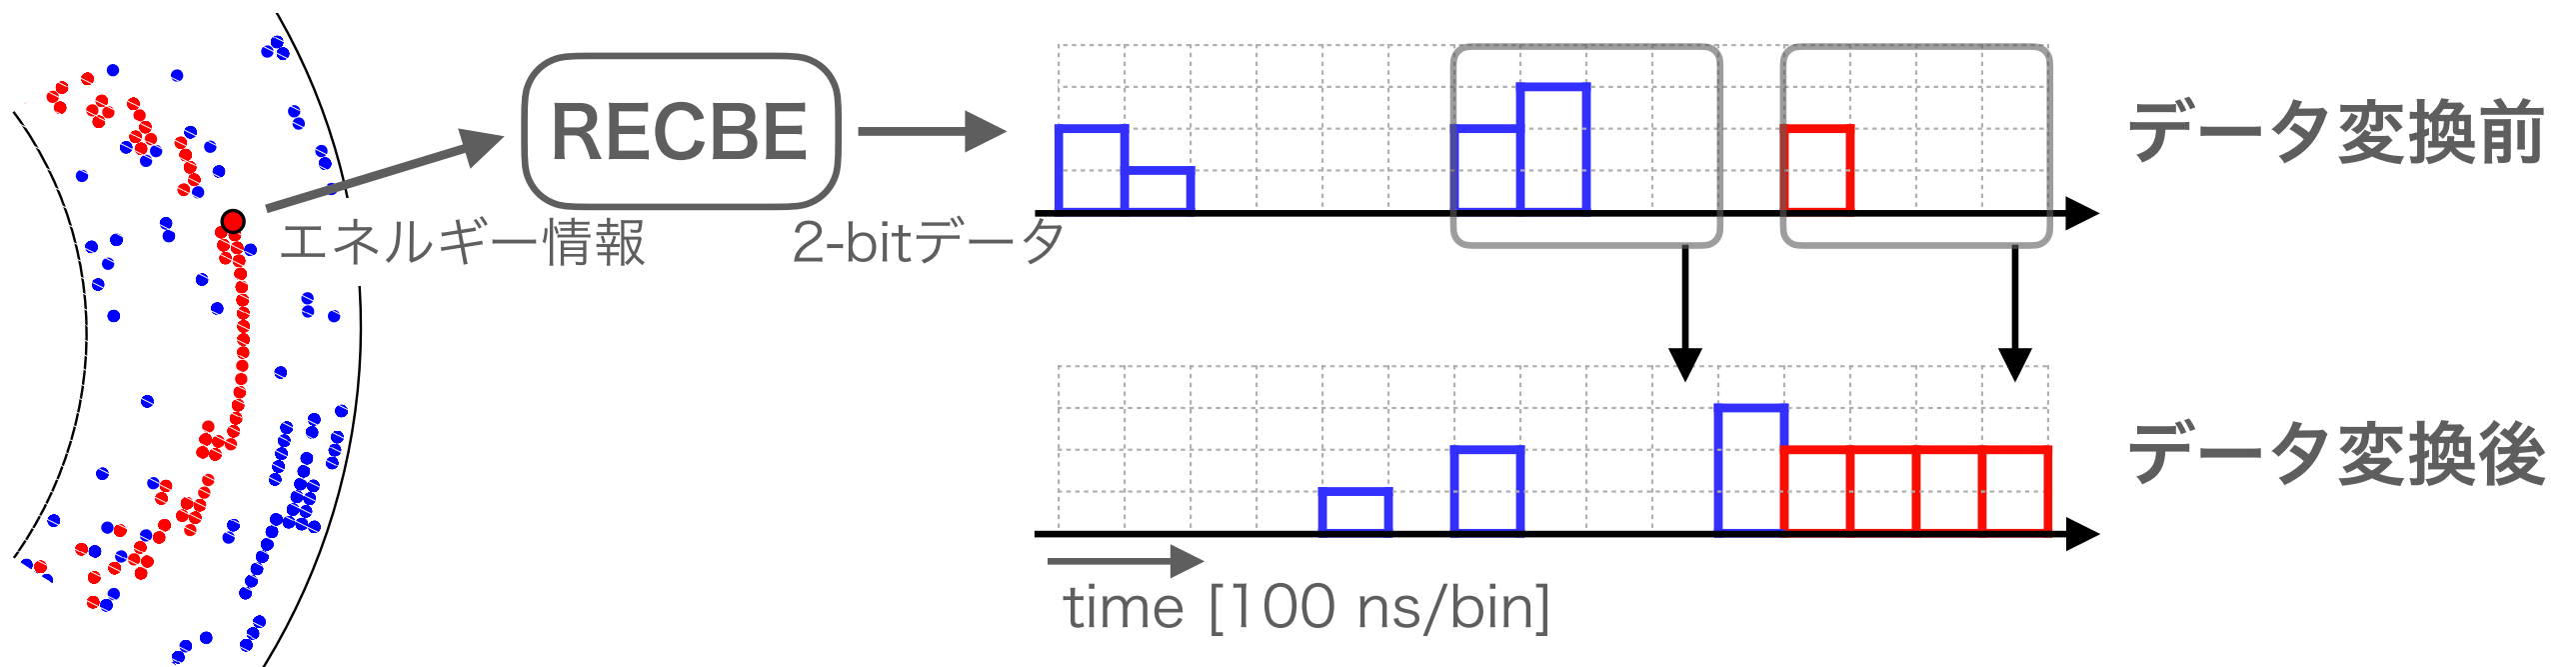 RECBE
エネルギー情報
2-bitデータ
データ変換前
データ変換後
time [100 ns/bin]